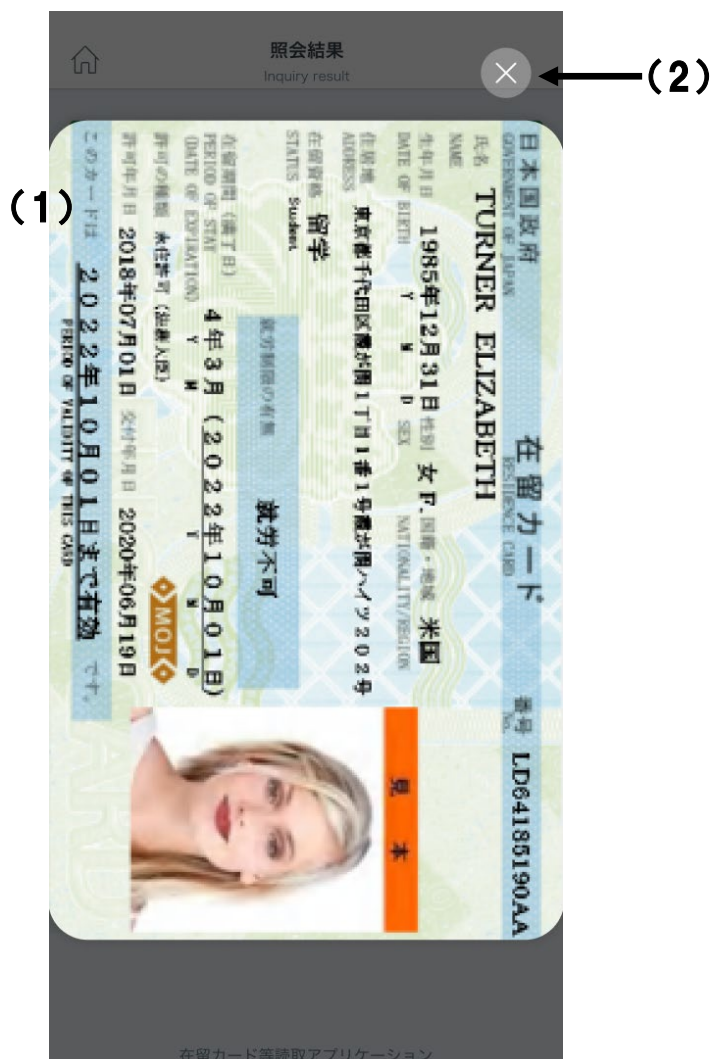 照会結果
Inquiry result
(2)
(1)
日本国政府
GOVERNMENT OF JAPAN
在留カード
RESIDENCE CARD
番号
No.
LD64185190AA
氏名
NAME
TURNER ELIZABETH
生年月日
DATE OF BIRTH
1985年12月31日
Y M D
性別
SEX
女 F.
国籍・地域
NATIONALITY/REGION
米国
住居地
ADDRESS
東京都千代田区霞が関1丁目1番1号霞が関ハイツ202号
在留資格
STATUS
留学
Student
就労制限の有無
就労不可
在留期間(満了日)
PERIOD OF STAY
(DATE OF EXPIRATION)
4年3月(2022年10月01日)
Y M Y M D
許可の種類 永住許可(法務大臣)
MOJ
許可年月日 2018年07月01日 交付年月日 2020年06月19日
このカードは 2022年10月01日まで有効 です。
PERIOD OF VALIDITY OF THIS CARD
見本
在留カード等読取アプリケーション